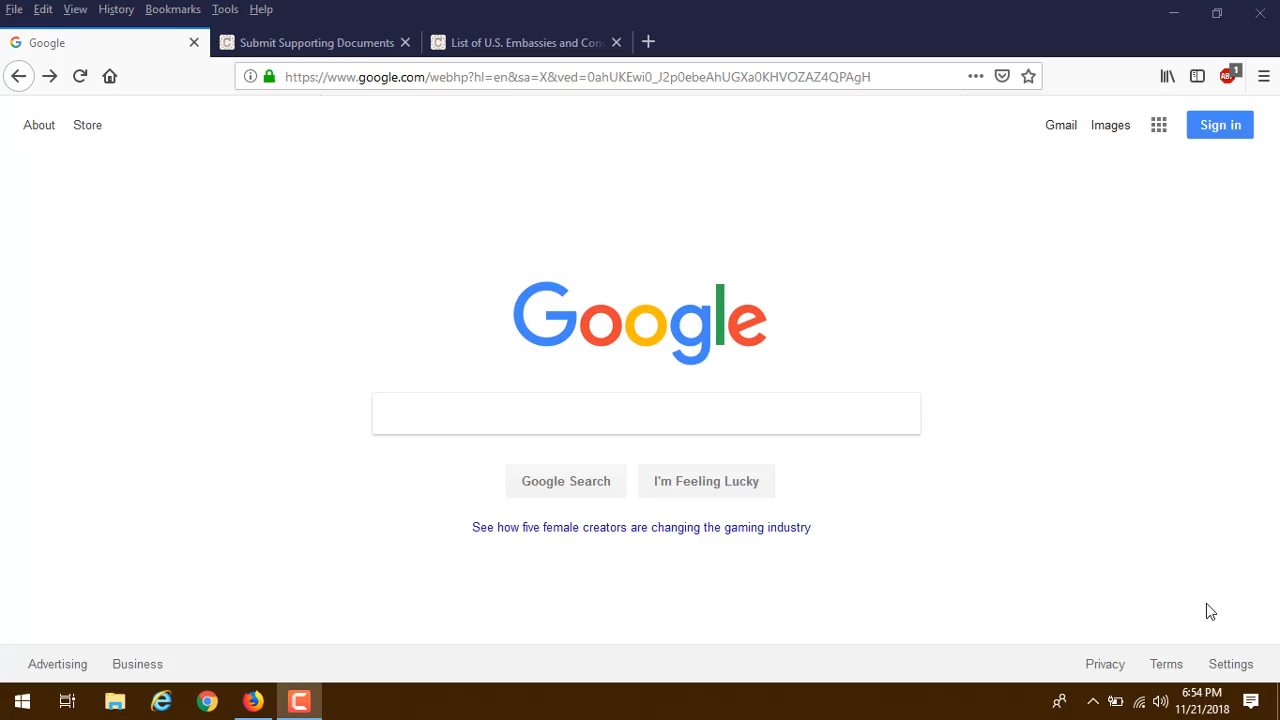 File Edit View History Bookmarks Tools Help
Google
Submit Supporting Documents
List of U.S. Embassies and Con
https://www.google.com/webhp?hl=en&sa=X&ved=0ahUKEwi0_J2p0ebeAhUGXa0KHVOZAZ4QPAgH
ABP 1
About Store
Gmail Images Sign in
Google
Google Search I'm Feeling Lucky
See how five female creators are changing the gaming industry
Advertising Business
Privacy Terms Settings
6:54 PM
11/21/2018